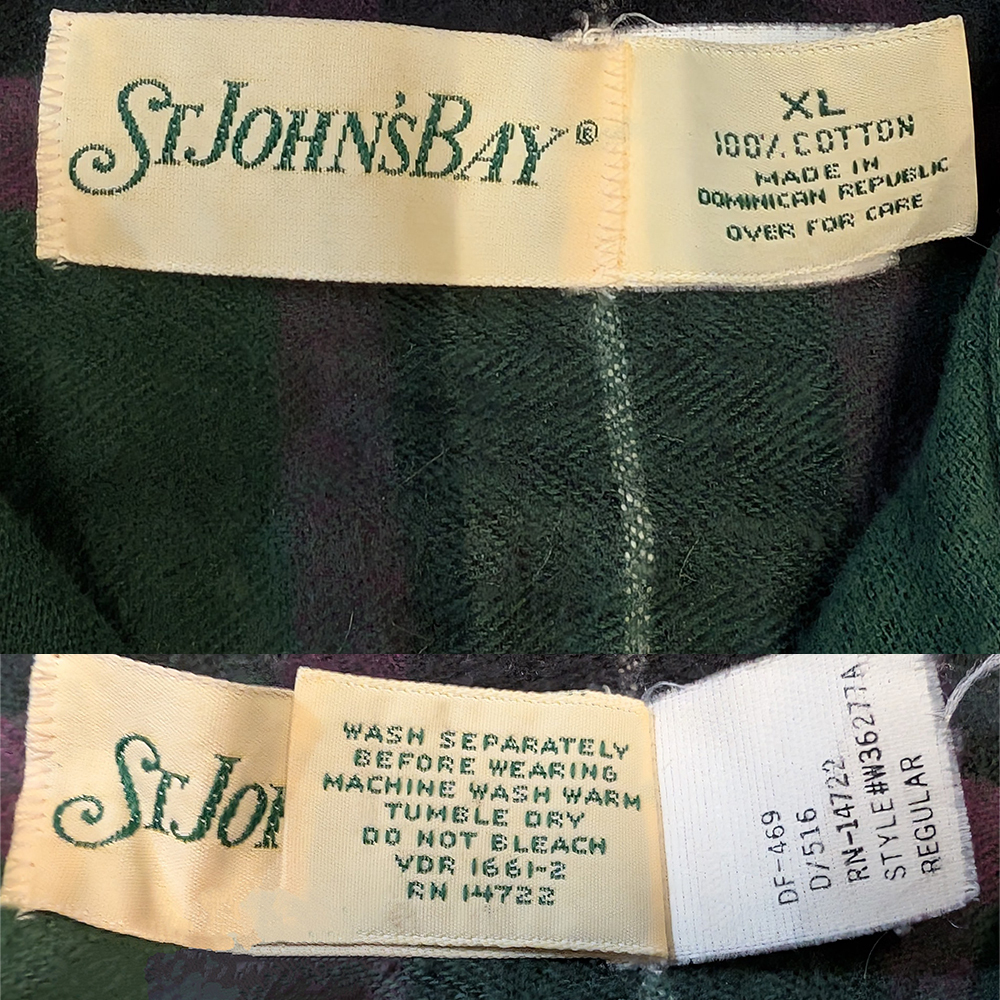 ST JOHN'S BAY®
XL
100% COTTON
MADE IN
DOMINICAN REPUBLIC
OVER FOR CARE
ST JOH
WASH SEPARATELY
BEFORE WEARING
MACHINE WASH WARM
TUMBLE DRY
DO NOT BLEACH
VDR 1661-2
RN 14722
DF-469
D/516
RN-14722
STYLE#W36277A
REGULAR